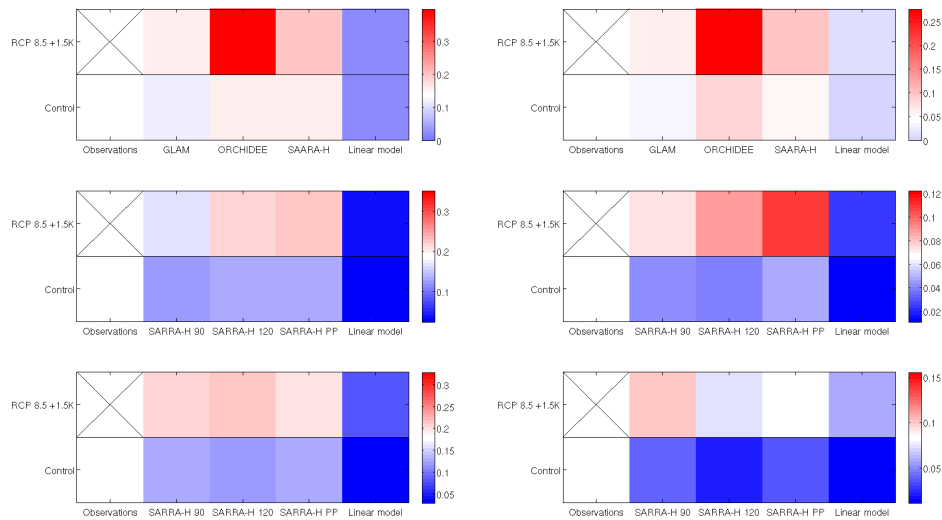 RCP 8.5 +1.5K
Control
Observations GLAM ORCHIDEE SAARA-H Linear model
0.3
0.2
0.1
0
RCP 8.5 +1.5K
Control
Observations GLAM ORCHIDEE SAARA-H Linear model
0.25
0.2
0.15
0.1
0.05
0
RCP 8.5 +1.5K
Control
Observations SARRA-H 90 SARRA-H 120 SARRA-H PP Linear model
0.3
0.2
0.1
RCP 8.5 +1.5K
Control
Observations SARRA-H 90 SARRA-H 120 SARRA-H PP Linear model
0.12
0.1
0.08
0.06
0.04
0.02
RCP 8.5 +1.5K
Control
Observations SARRA-H 90 SARRA-H 120 SARRA-H PP Linear model
0.3
0.25
0.2
0.15
0.1
0.05
RCP 8.5 +1.5K
Control
Observations SARRA-H 90 SARRA-H 120 SARRA-H PP Linear model
0.15
0.1
0.05